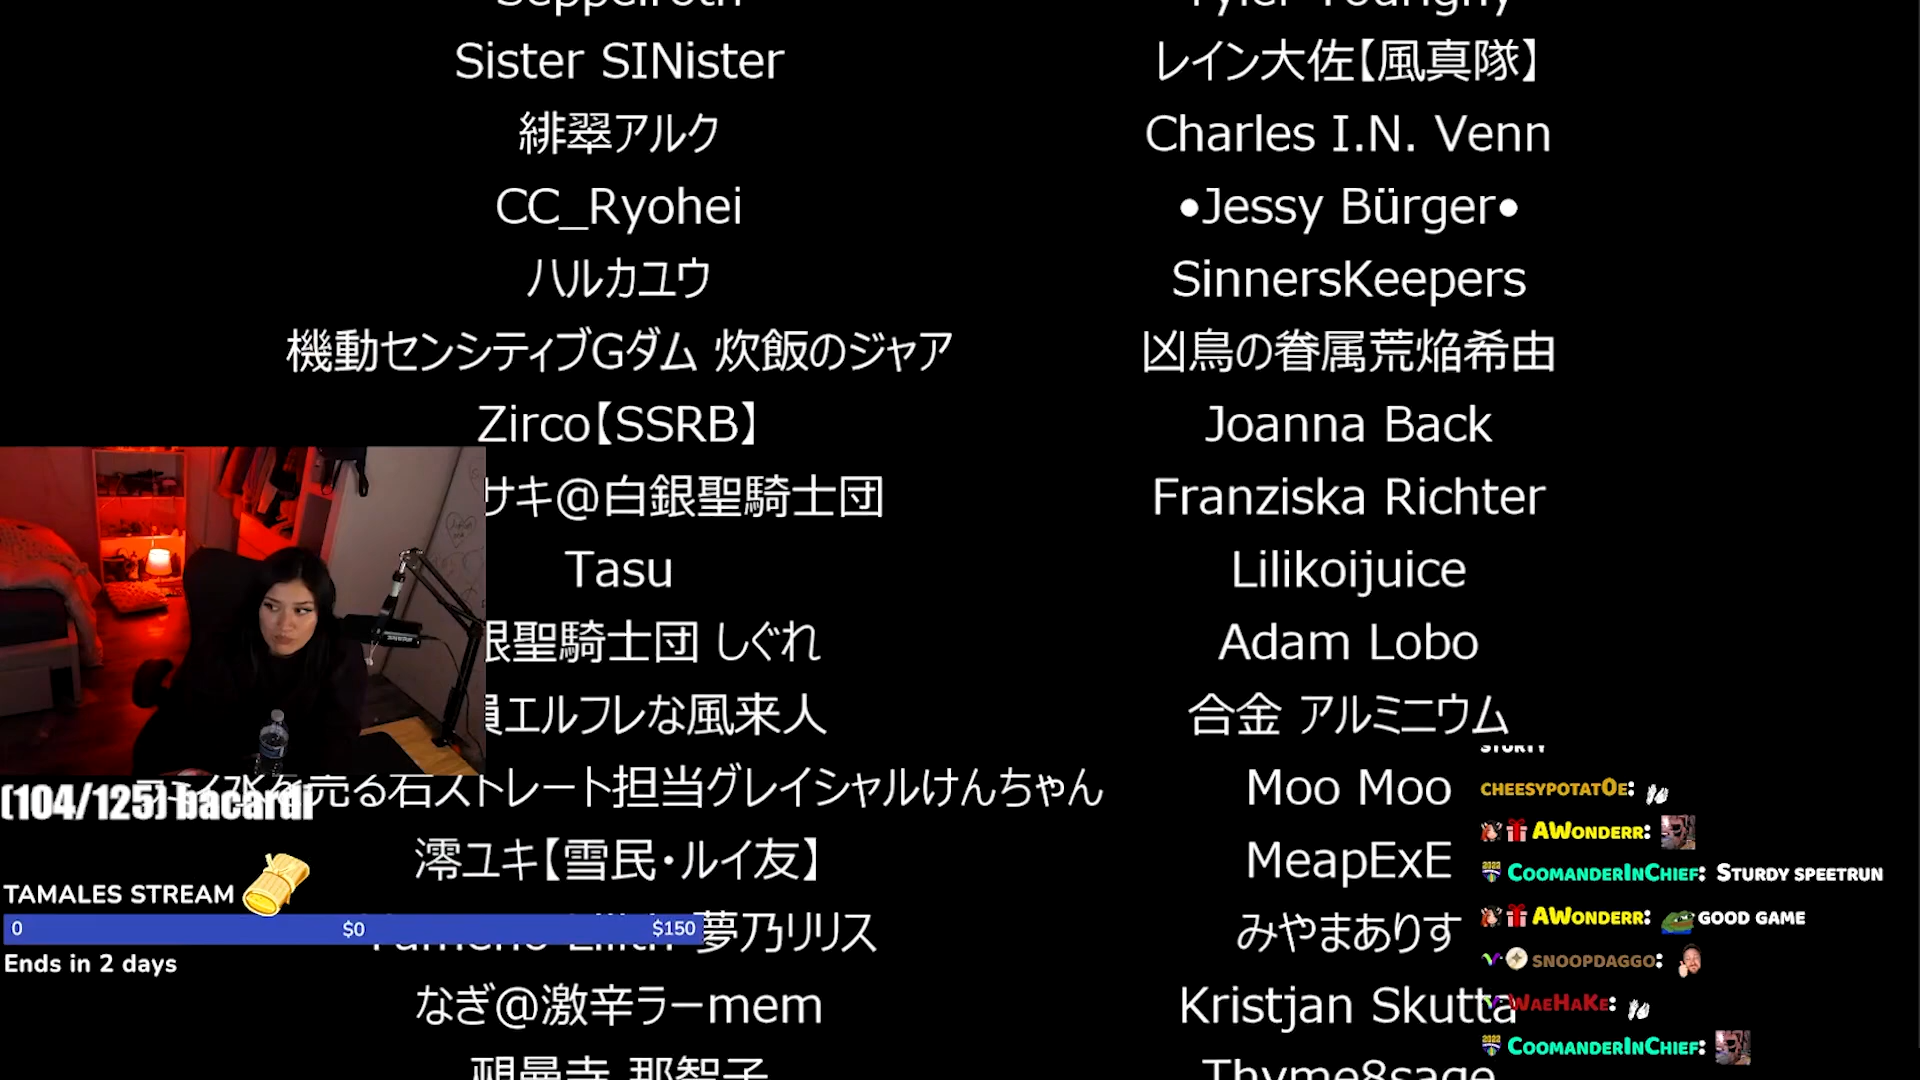 Sister SINister
レイン大佐【風真隊】
緋翠アルク
Charles I.N. Venn
CC_Ryohei
•Jessy Bürger•
ハルカユウ
SinnersKeepers
機動センシティブGダム 炊飯のジャア
凶鳥の眷属荒焔希由
Zirco【SSRB】
Joanna Back
サキ@白銀聖騎士団
Franziska Richter
Tasu
Lilikoijuice
銀聖騎士団 しぐれ
Adam Lobo
エルフレな風来人
合金 アルミニウム
売る石ストレート担当グレイシャルけんちゃん
Moo Moo
澪ユキ【雪民・ルイ友】
MeapExE
夢乃リリス
みやまありす
なぎ@激辛ラーmem
Kristjan Skutta
Thyme8sage
(104/125) bacardi
TAMALES STREAM
0 $0 $150
Ends in 2 days
CHEESYPOTATOE:
AWONDERR:
COOMANDERINCHIEF: STURDY SPEETRUN
AWONDERR: GOOD GAME
SNOOPDAGGO:
WAEHAKE:
COOMANDERINCHIEF: